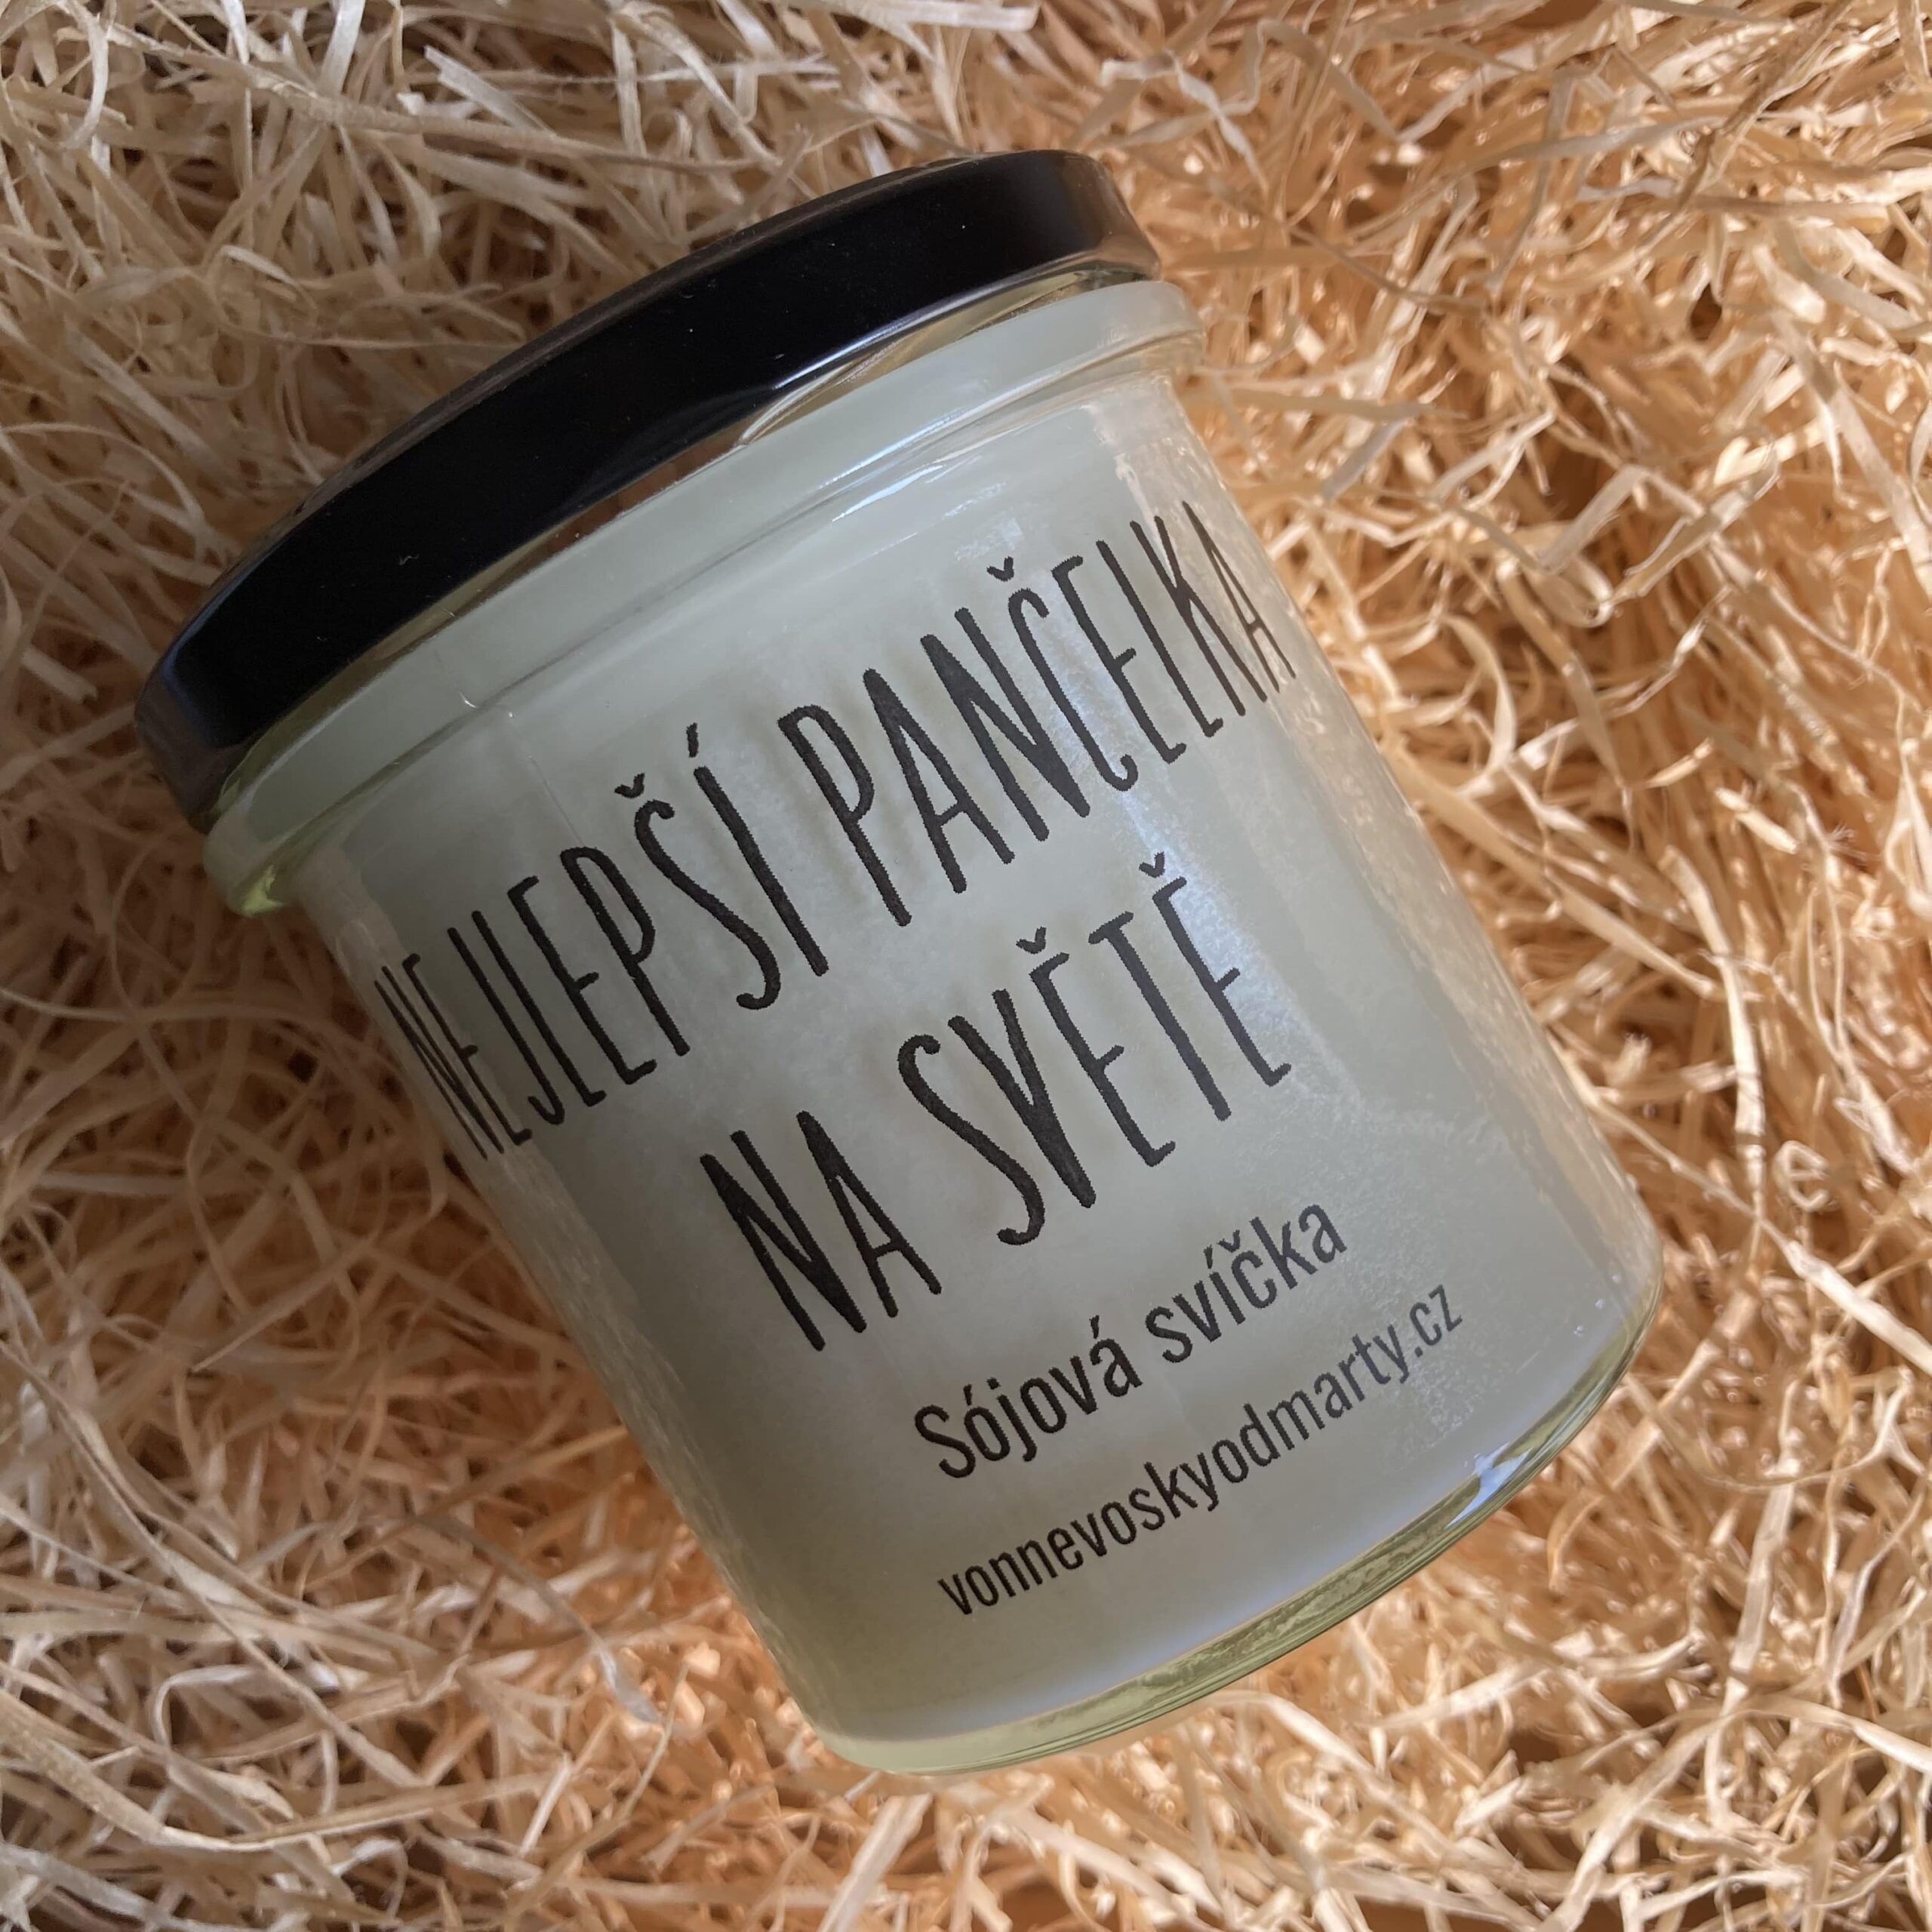 NEJLEPŠÍ PANČELKA
NA SVĚTĚ
Sójová svíčka
vonnevoskyodmarty.cz